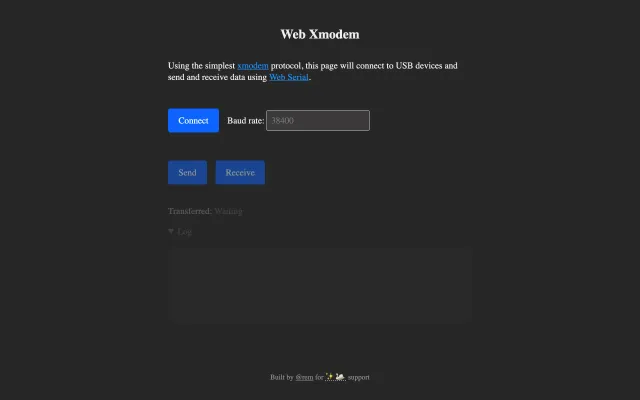 Web Xmodem
Using the simplest xmodem protocol, this page will connect to USB devices and
send and receive data using Web Serial.
Connect Baud rate: 38400
Send Receive
Transferred: Waiting
▼ Log
Built by @rem for ✨🐀 support